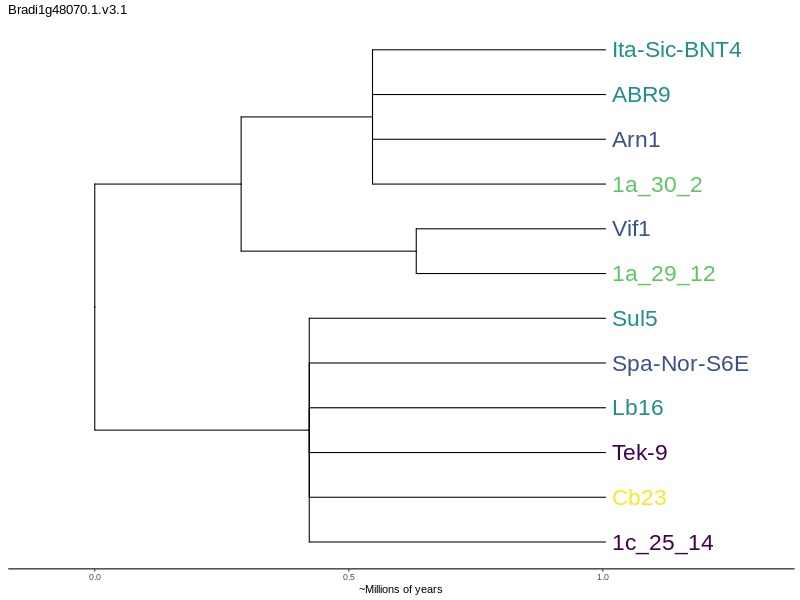 Bradi1g48070.1.v3.1
Ita-Sic-BNT4
ABR9
Arn1
1a_30_2
Vif1
1a_29_12
Sul5
Spa-Nor-S6E
Lb16
Tek-9
Cb23
1c_25_14
0.0 0.5 1.0
~Millions of years